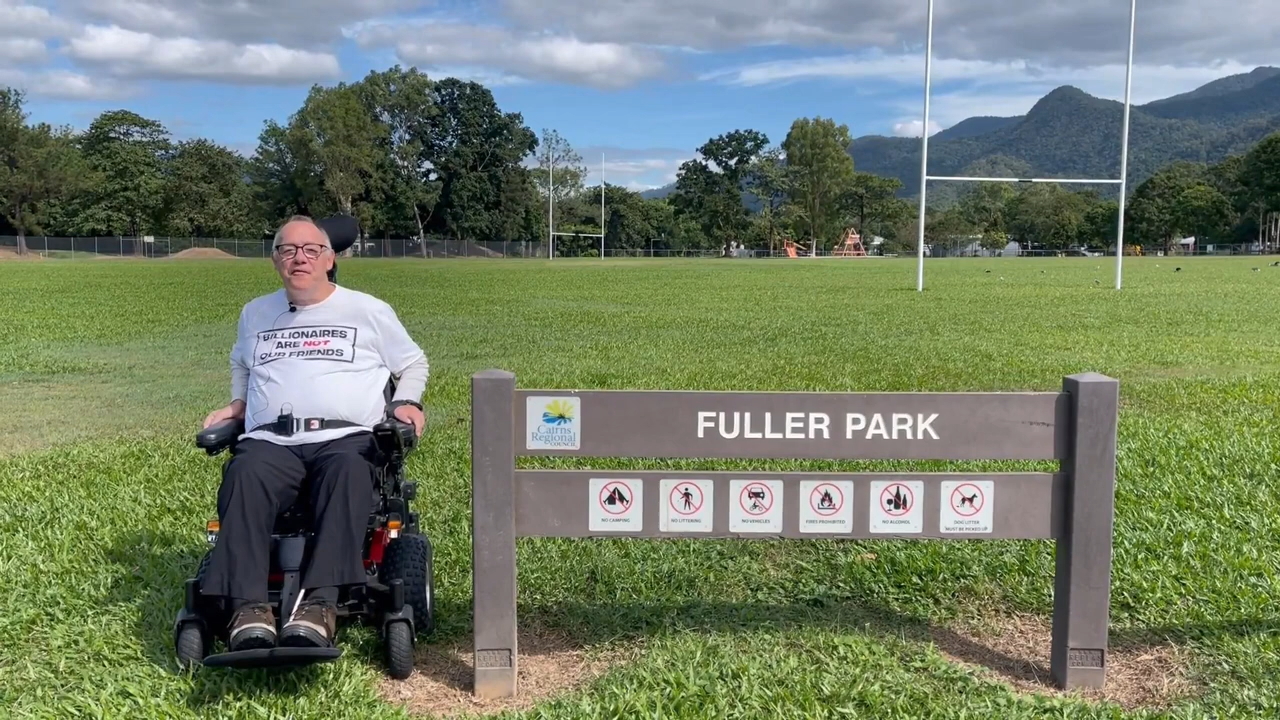 BILLIONAIRES
ARE NOT
OUR FRIENDS
Cairns
Regional
COUNCIL
FULLER PARK
NO CAMPING
NO LITTERING
NO VEHICLES
FIRES PROHIBITED
NO ALCOHOL
DOG LITTER
MUST BE PICKED UP